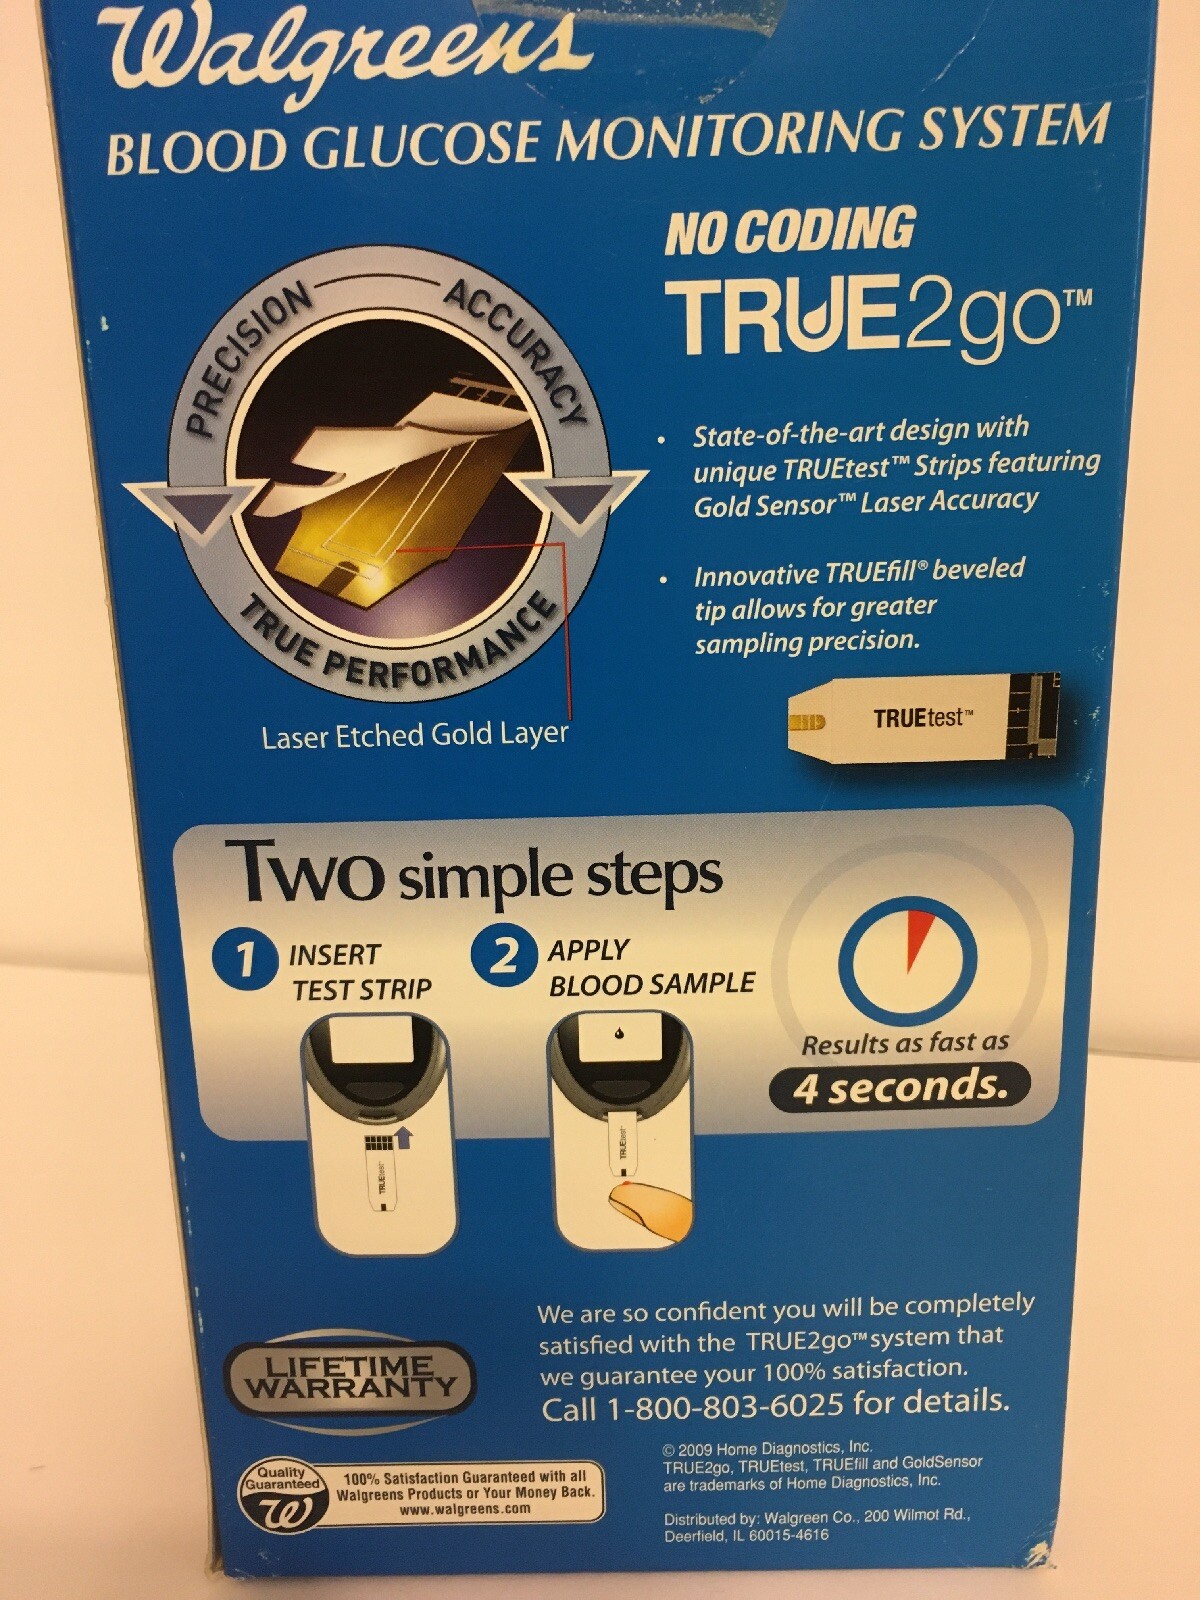 Walgreens
BLOOD GLUCOSE MONITORING SYSTEM
NO CODING
TRUE2go™
PRECISION
ACCURACY
TRUE PERFORMANCE
Laser Etched Gold Layer
• State-of-the-art design with
unique TRUEtest™ Strips featuring
Gold Sensor™ Laser Accuracy
• Innovative TRUEfill® beveled
tip allows for greater
sampling precision.
TRUEtest™
Two simple steps
1 INSERT
TEST STRIP
2 APPLY
BLOOD SAMPLE
TRUEtest™
TRUEtest™
Results as fast as
4 seconds.
We are so confident you will be completely
satisfied with the TRUE2go™ system that
we guarantee your 100% satisfaction.
Call 1-800-803-6025 for details.
LIFETIME
WARRANTY
Quality
Guaranteed
W
100% Satisfaction Guaranteed with all
Walgreens Products or Your Money Back.
www.walgreens.com
© 2009 Home Diagnostics, Inc.
TRUE2go, TRUEtest, TRUEfill and GoldSensor
are trademarks of Home Diagnostics, Inc.
Distributed by: Walgreen Co., 200 Wilmot Rd.,
Deerfield, IL 60015-4616